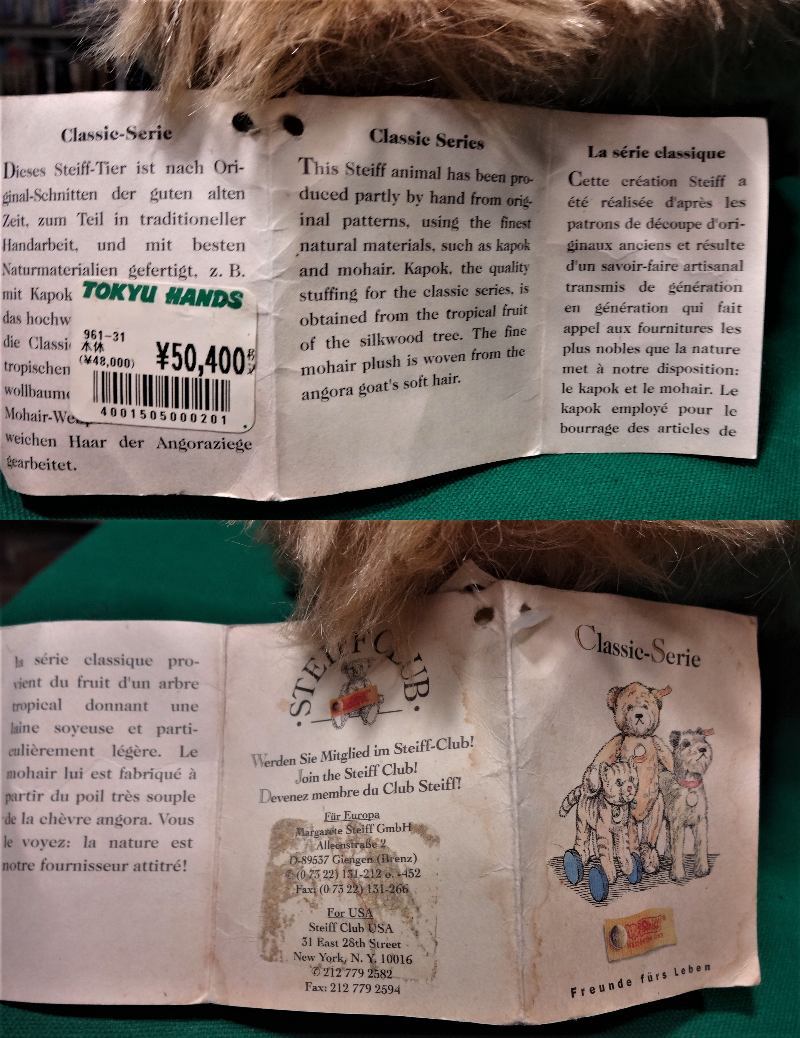 Classic-Serie
Dieses Steiff-Tier ist nach Ori-
ginal-Schnitten der guten alten
Zeit, zum Teil in traditioneller
Handarbeit, und mit besten
Naturmaterialien gefertigt, z. B.
mit Kapok
das hochw
die Classi
tropischen
wollbaum
Mohair-We
weichen Haar der Angoraziege
gearbeitet.
TOKYU HANDS
961-31
本体
(¥48,000)
¥50,400
4001505000201
Classic Series
This Steiff animal has been pro-
duced partly by hand from orig-
inal patterns, using the finest
natural materials, such as kapok
and mohair. Kapok, the quality
stuffing for the classic series, is
obtained from the tropical fruit
of the silkwood tree. The fine
mohair plush is woven from the
angora goat's soft hair.
La série classique
Cette création Steiff a
été réalisée d'après les
patrons de découpe d'ori-
ginaux anciens et résulte
d'un savoir-faire artisanal
transmis de génération
en génération qui fait
appel aux fournitures les
plus nobles que la nature
met à notre disposition:
le kapok et le mohair. Le
kapok employé pour le
bourrage des articles de
la série classique pro-
vient du fruit d'un arbre
tropical donnant une
laine soyeuse et parti-
culièrement légère. Le
mohair lui est fabriqué à
partir du poil très souple
de la chèvre angora. Vous
le voyez: la nature est
notre fournisseur attitré!
·STEIFF CLUB·
Werden Sie Mitglied im Steiff-Club!
Join the Steiff Club!
Devenez membre du Club Steiff!
Für Europa
Margarete Steiff GmbH
Alleenstraße 2
D-89537 Giengen (Brenz)
✆ (0 73 22) 131-212 o. -452
Fax: (0 73 22) 131-266
For USA
Steiff Club USA
31 East 28th Street
New York, N. Y. 10016
✆ 212 779 2582
Fax: 212 779 2594
Classic-Serie
Freunde fürs Leben